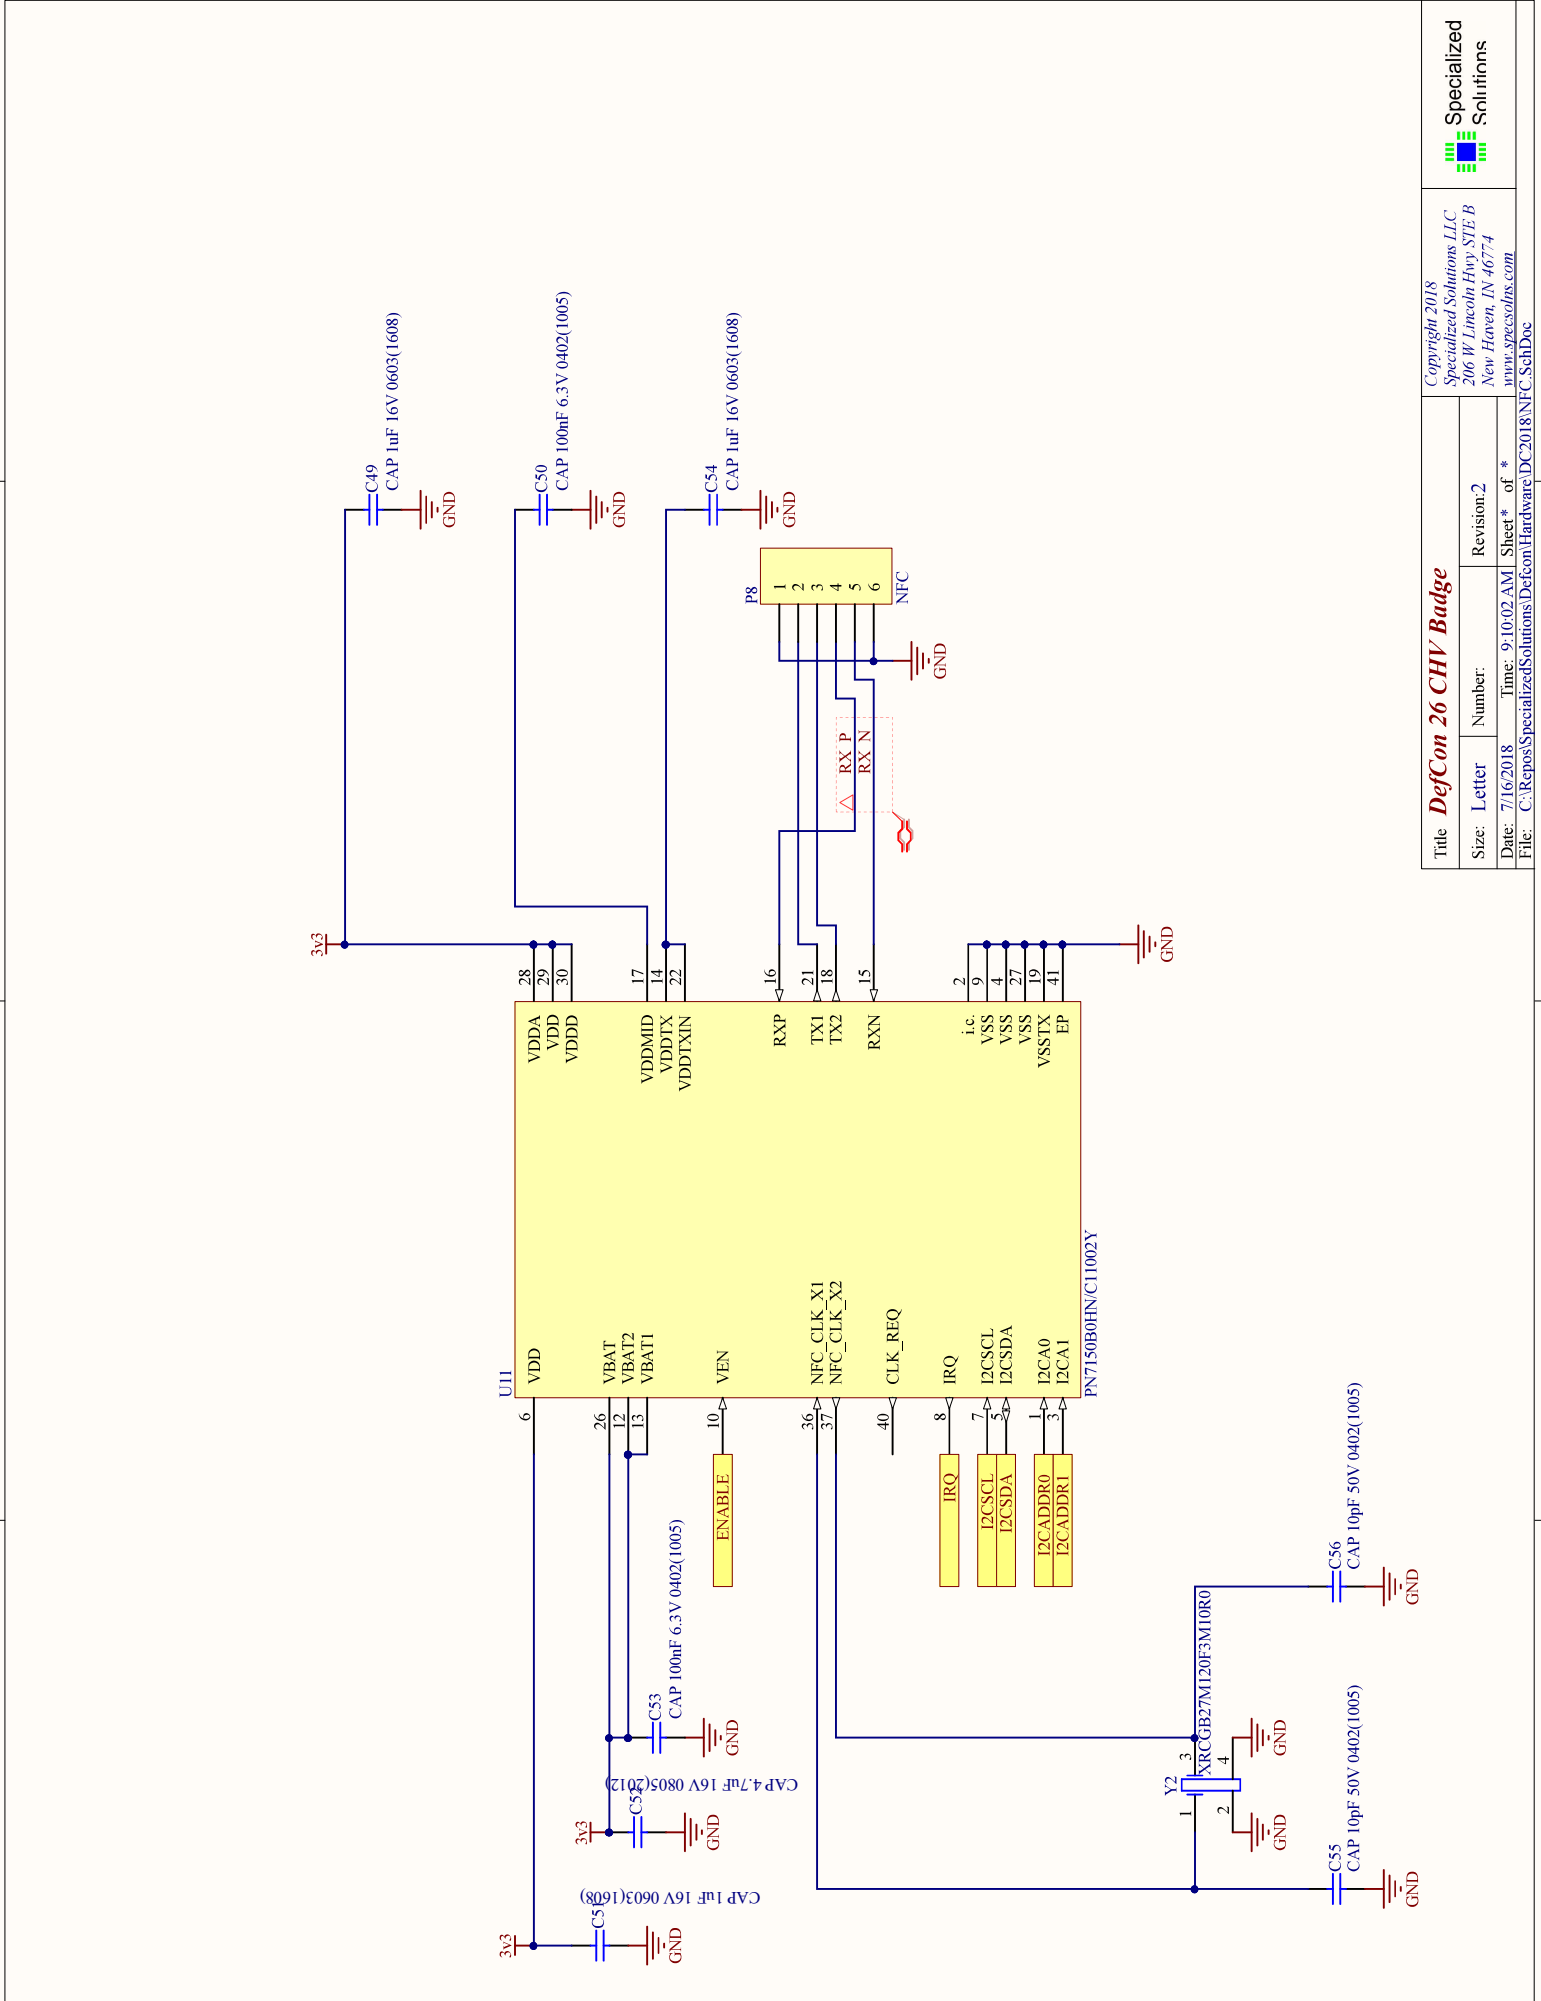 3v3
C51
CAP 1uF 16V 0603(1608)
GND
3v3
C52
CAP 4.7uF 16V 0805(2012)
GND
C53
CAP 100nF 6.3V 0402(1005)
GND
U11
6
VDD
26
VBAT
12
VBAT2
13
VBAT1
ENABLE
10
VEN
36
NFC_CLK_X1
37
NFC_CLK_X2
40
CLK_REQ
IRQ
8
IRQ
I2CSCL
7
I2CSCL
I2CSDA
5
I2CSDA
I2CADDR0
1
I2CA0
I2CADDR1
3
I2CA1
PN7150B0HN/C11002Y
VDDA
28
VDD
29
VDDD
30
VDDMID
17
VDDTX
14
VDDTXIN
22
RXP
16
TX1
21
TX2
18
RXN
15
i.c.
2
VSS
9
VSS
4
VSS
27
VSSTX
19
EP
41
GND
3v3
C49
CAP 1uF 16V 0603(1608)
GND
C50
CAP 100nF 6.3V 0402(1005)
GND
C54
CAP 1uF 16V 0603(1608)
GND
P8
1
2
3
4
5
6
NFC
GND
RX_P
RX_N
Y2
1
3
2
4
XRCGB27M120F3M10R0
GND
GND
C55
CAP 10pF 50V 0402(1005)
GND
C56
CAP 10pF 50V 0402(1005)
GND
Title DefCon 26 CHV Badge
Size: Letter Number: Revision:2
Date: 7/16/2018 Time: 9:10:02 AM Sheet * of *
File: C:\Repos\SpecializedSolutions\Defcon\Hardware\DC2018\NFC.SchDoc
Copyright 2018
Specialized Solutions LLC
206 W Lincoln Hwy STE B
New Haven, IN 46774
www.specsolns.com
Specialized
Solutions